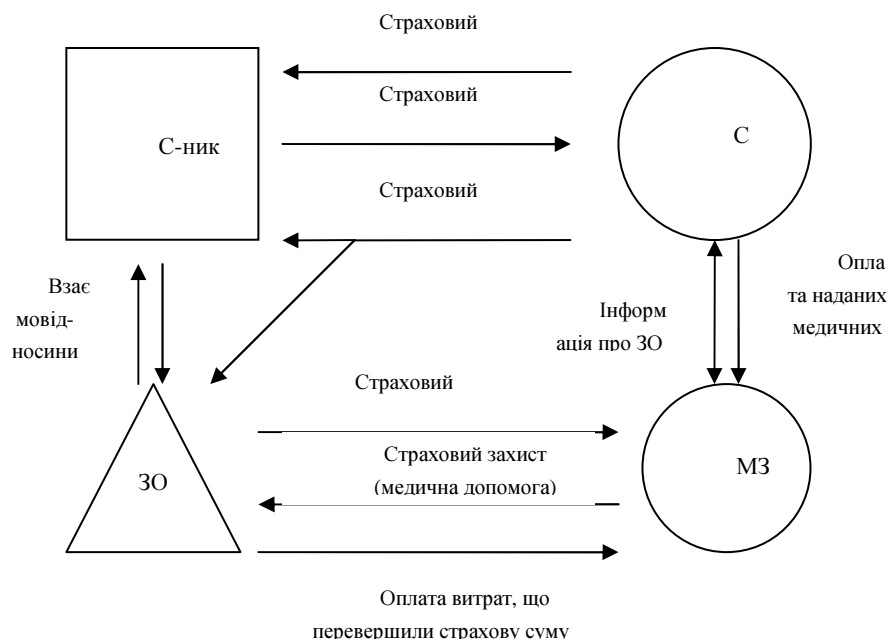 Страховий
Страховий
С-ник
С
Страховий
Взає
мовід-
носини
Опла
та наданих
медичних
Інформ
ація про ЗО
Страховий
Страховий захист
(медична допомога)
ЗО
МЗ
Оплата витрат, що
перевершили страхову суму